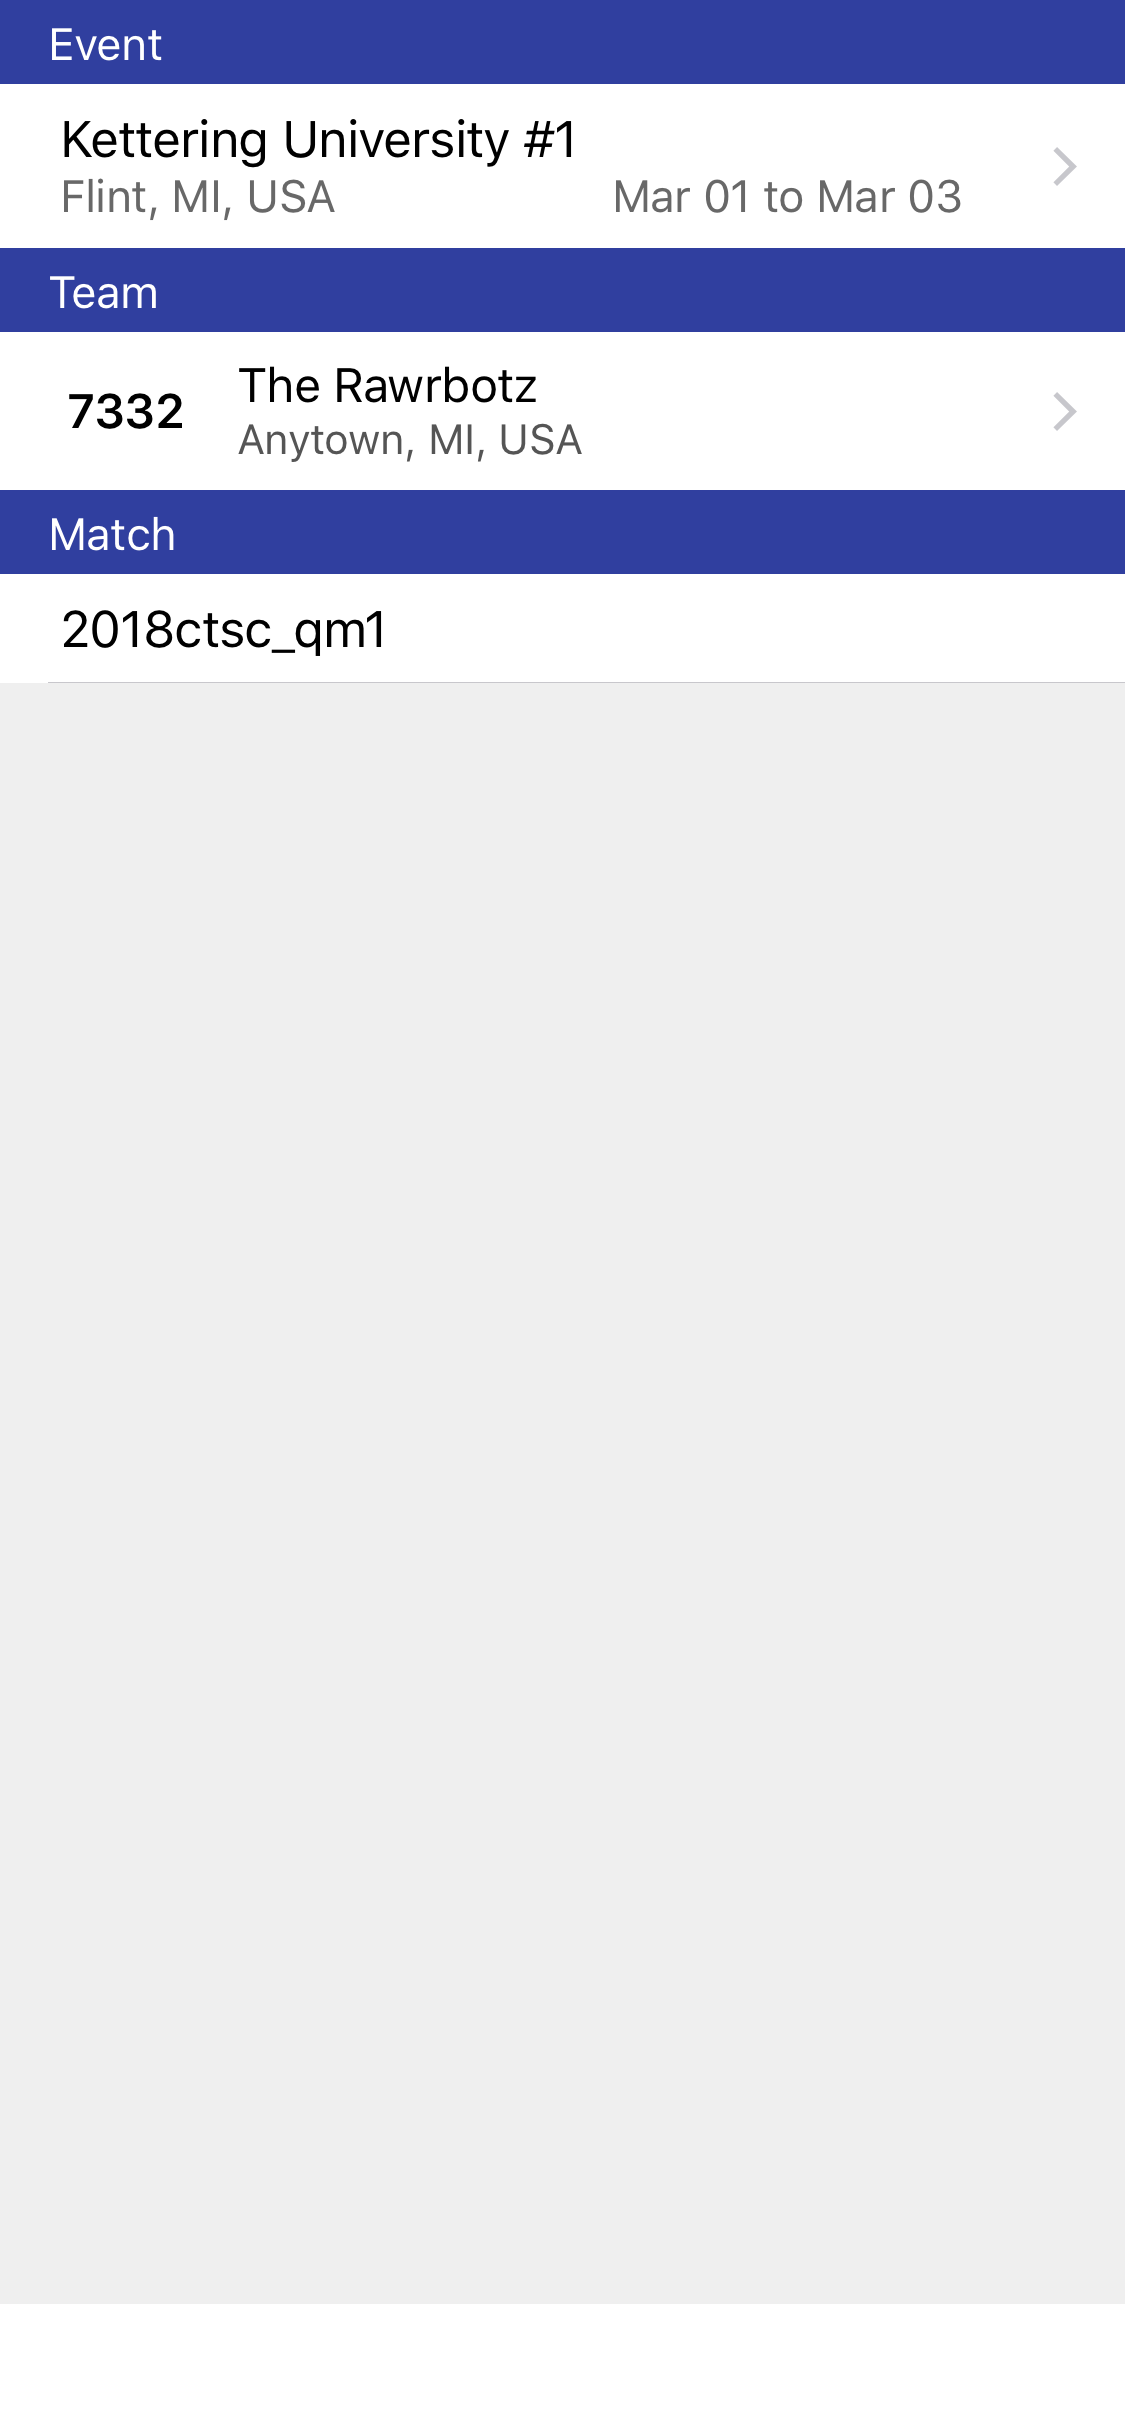 Event
Kettering University #1
Flint, MI, USA Mar 01 to Mar 03
Team
7332 The Rawrbotz
Anytown, MI, USA
Match
2018ctsc_qm1